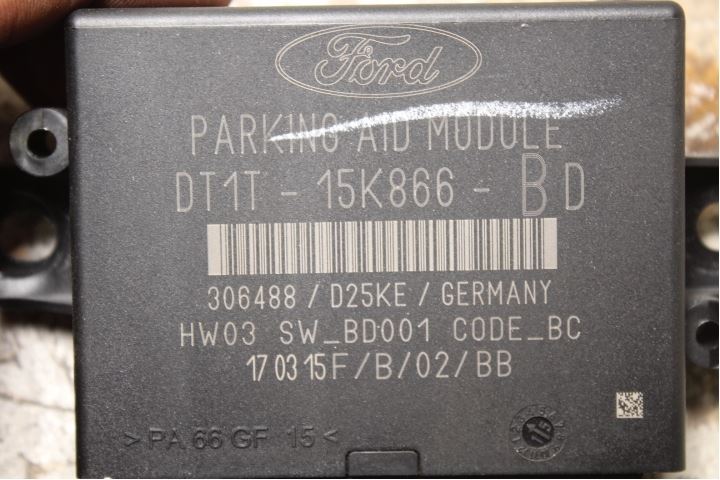 Ford
PARKING AID MODULE
DT1T - 15K866 - BD
306488 / D25KE / GERMANY
HW03 SW_BD001 CODE_BC
17 03 15F/B/02/BB
>PA 66 GF 15<